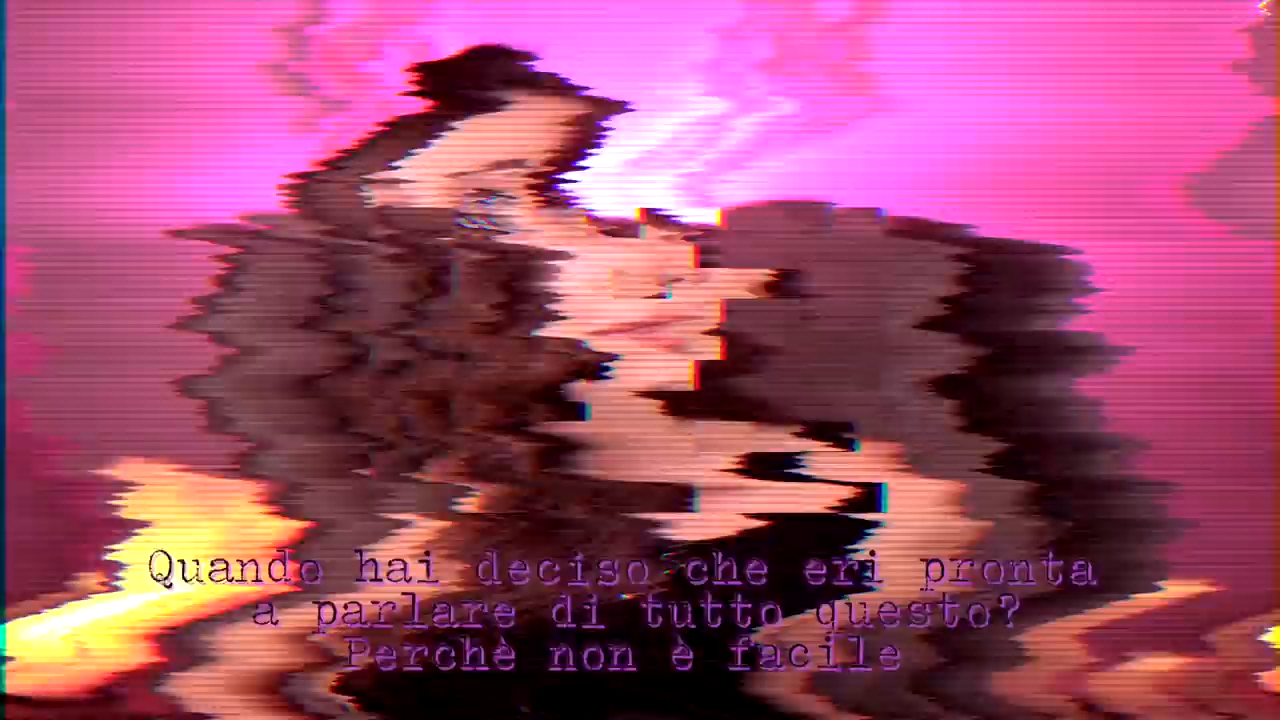 Quando hai deciso che eri pronta
a parlare di tutto questo?
Perchè non è facile